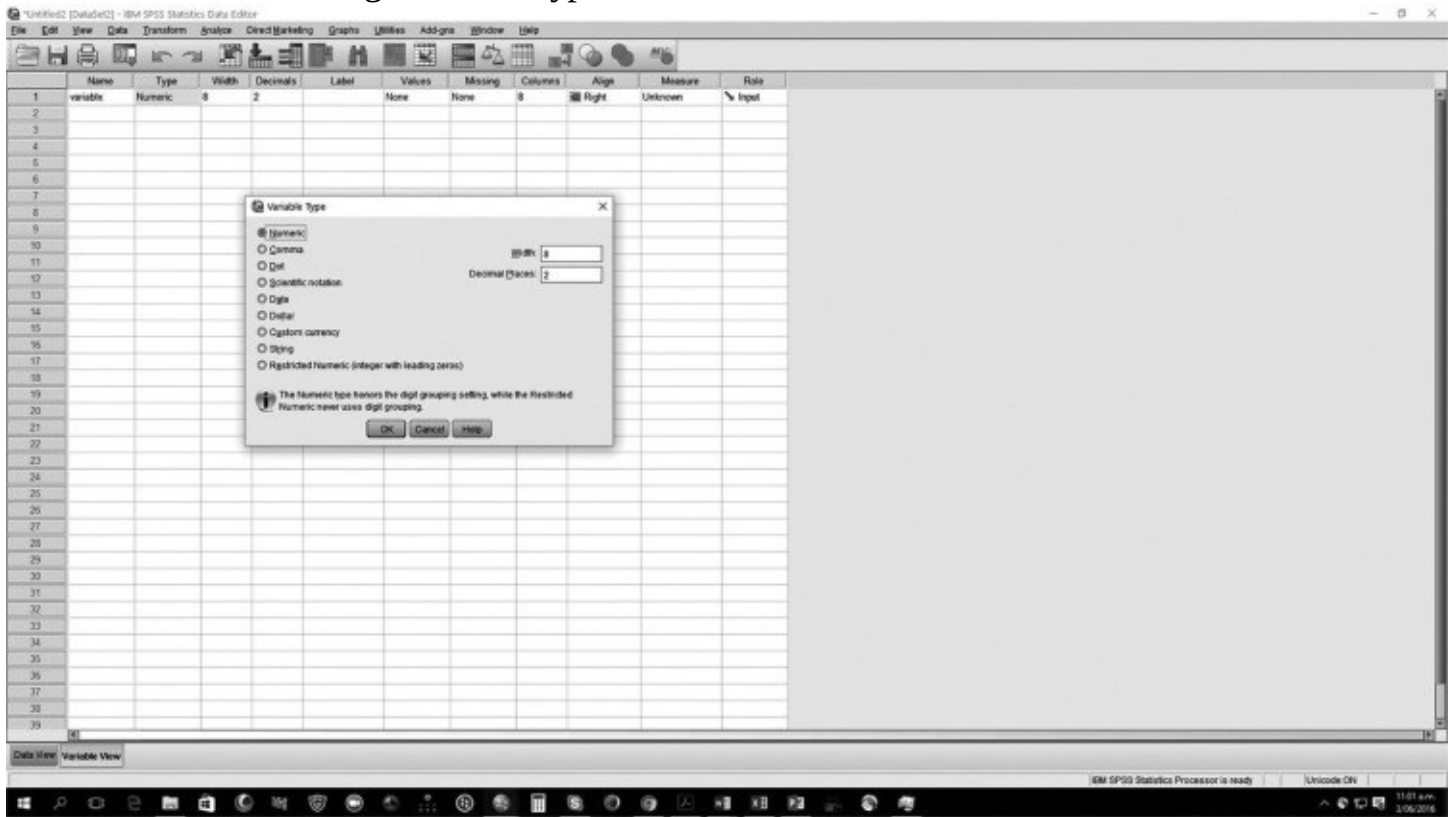 *Untitled2 [DataSet2] - IBM SPSS Statistics Data Editor
File Edit View Data Transform Analyze Direct Marketing Graphs Utilities Add-ons Window Help
Name Type Width Decimals Label Values Missing Columns Align Measure Role
1 variable Numeric 8 2 None None 8 Right Unknown Input
2
3
4
5
6
7
8
9
10
11
12
13
14
15
16
17
18
19
20
21
22
23
24
25
26
27
28
29
30
31
32
33
34
35
36
37
38
39
Variable Type
Numeric
Comma
Dot
Scientific notation
Date
Dollar
Custom currency
String
Restricted Numeric (integer with leading zeros)
Width: 8
Decimal Places: 2
The Numeric type honors the digit grouping setting, while the Restricted
Numeric never uses digit grouping.
OK Cancel Help
Data View Variable View
IBM SPSS Statistics Processor is ready Unicode:ON
11:01 a.m.
3/06/2016